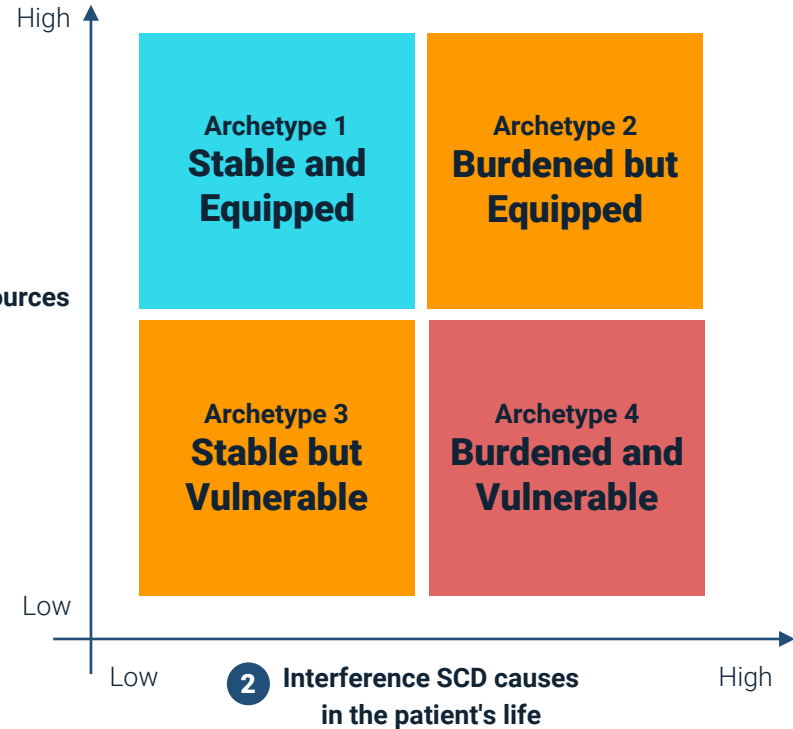 High
Archetype 1
Stable and
Equipped
Archetype 2
Burdened but
Equipped
Archetype 3
Stable but
Vulnerable
Archetype 4
Burdened and
Vulnerable
Low
Low
2 Interference SCD causes
in the patient's life
High